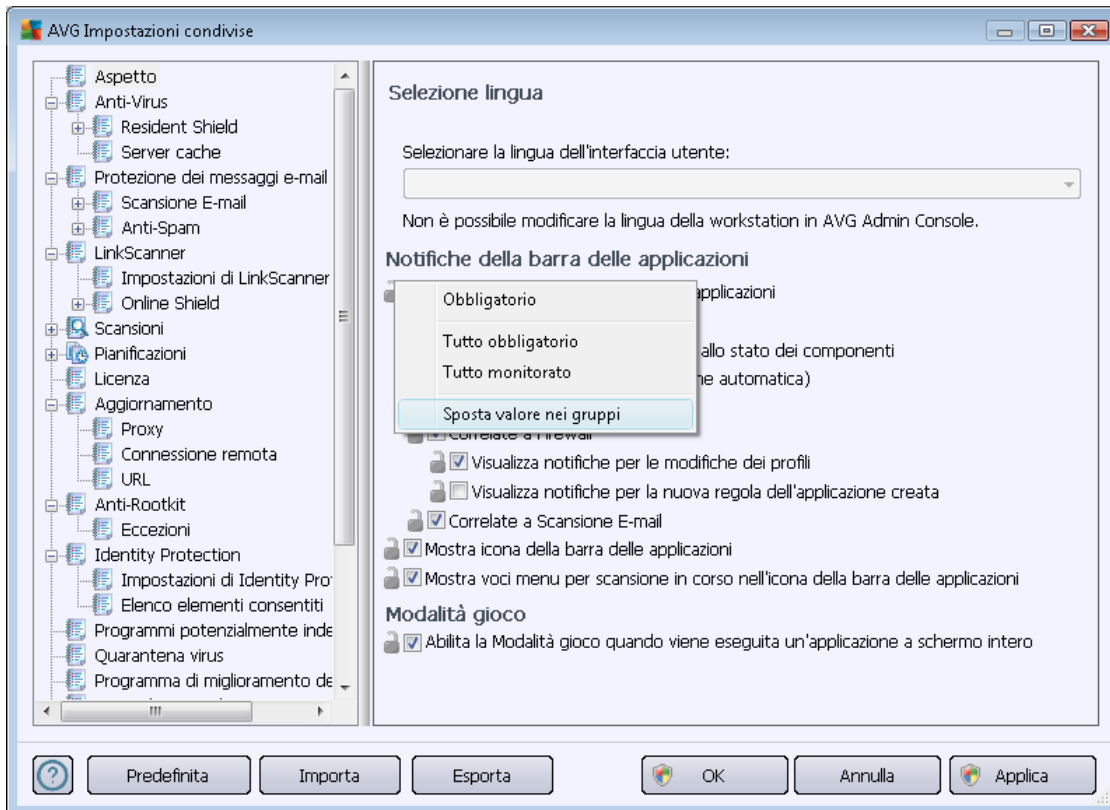 AVG Impostazioni condivise
Aspetto
Anti-Virus
Resident Shield
Server cache
Protezione dei messaggi e-mail
Scansione E-mail
Anti-Spam
LinkScanner
Impostazioni di LinkScanner
Online Shield
Scansioni
Pianificazioni
Licenza
Aggiornamento
Proxy
Connessione remota
URL
Anti-Rootkit
Eccezioni
Identity Protection
Impostazioni di Identity Pro
Elenco elementi consentiti
Programmi potenzialmente inde
Quarantena virus
Programma di miglioramento de
Selezione lingua
Selezionare la lingua dell'interfaccia utente:
Non è possibile modificare la lingua della workstation in AVG Admin Console.
Notifiche della barra delle applicazioni
applicazioni
Obbligatorio
Tutto obbligatorio
allo stato dei componenti
Tutto monitorato
ne automatica)
Sposta valore nei gruppi
Correlate a Firewall
Visualizza notifiche per le modifiche dei profili
Visualizza notifiche per la nuova regola dell'applicazione creata
Correlate a Scansione E-mail
Mostra icona della barra delle applicazioni
Mostra voci menu per scansione in corso nell'icona della barra delle applicazioni
Modalità gioco
Abilita la Modalità gioco quando viene eseguita un'applicazione a schermo intero
Predefinita
Importa
Esporta
OK
Annulla
Applica